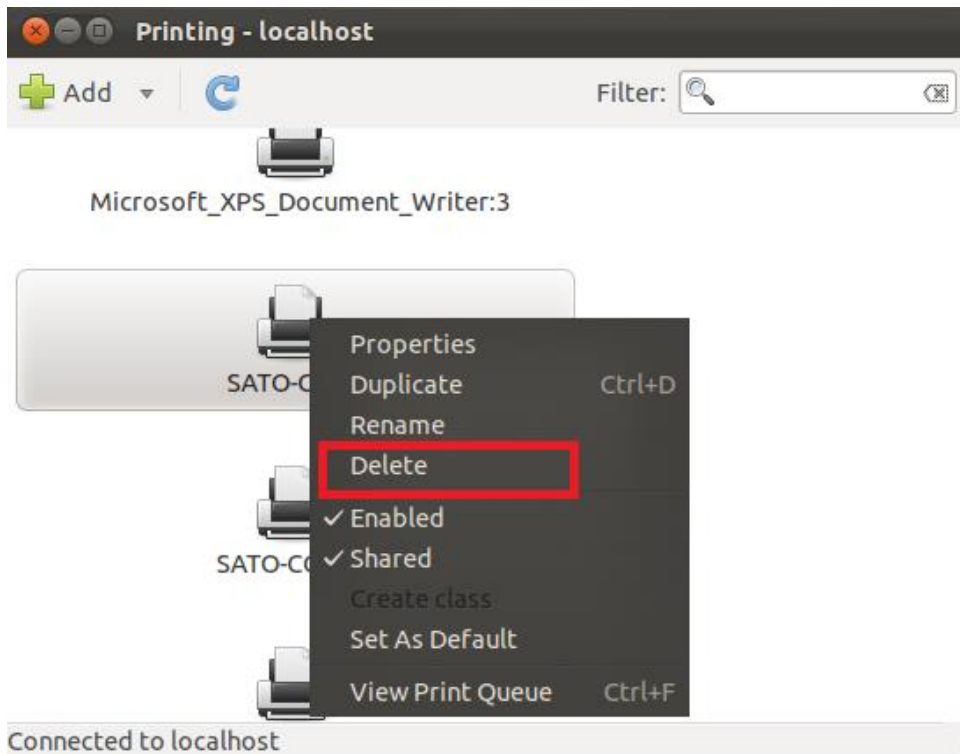 Printing - localhost
Add
Filter:
Microsoft_XPS_Document_Writer:3
Properties
SATO-C
Duplicate Ctrl+D
Rename
Delete
Enabled
SATO-C
Shared
Create class
Set As Default
View Print Queue Ctrl+F
Connected to localhost